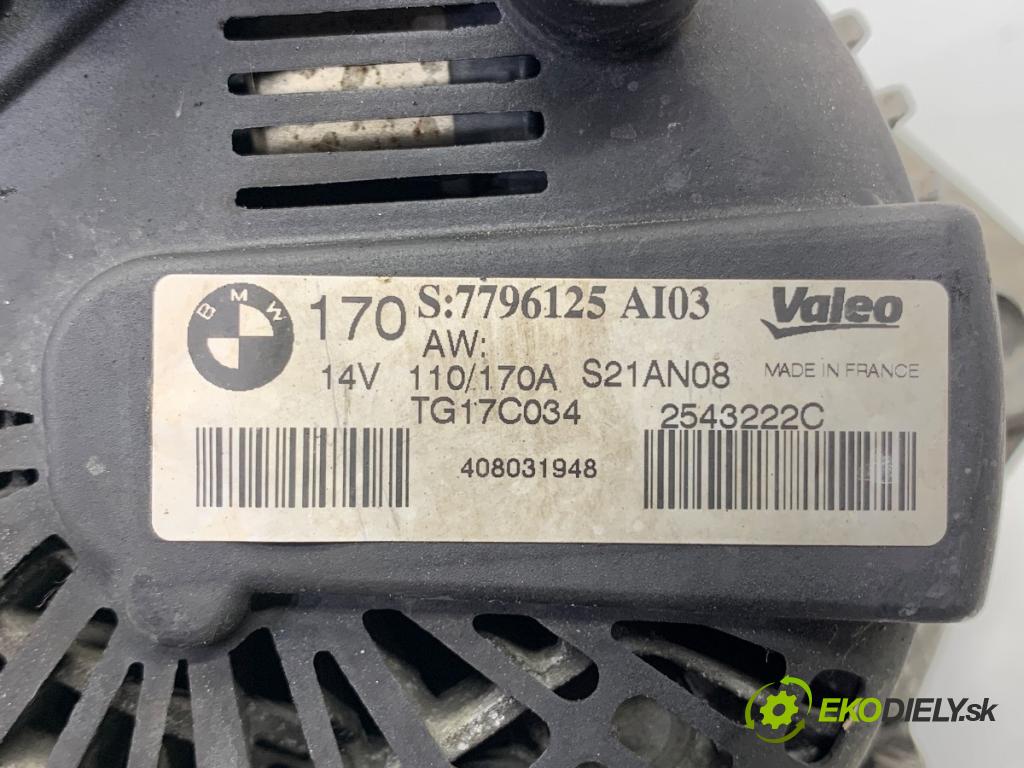 BMW 170 S:7796125 AI03 Valeo
AW:
14V 110/170A S21AN08 MADE IN FRANCE
TG17C034 2543222C
408031948
EKODIELY.sk